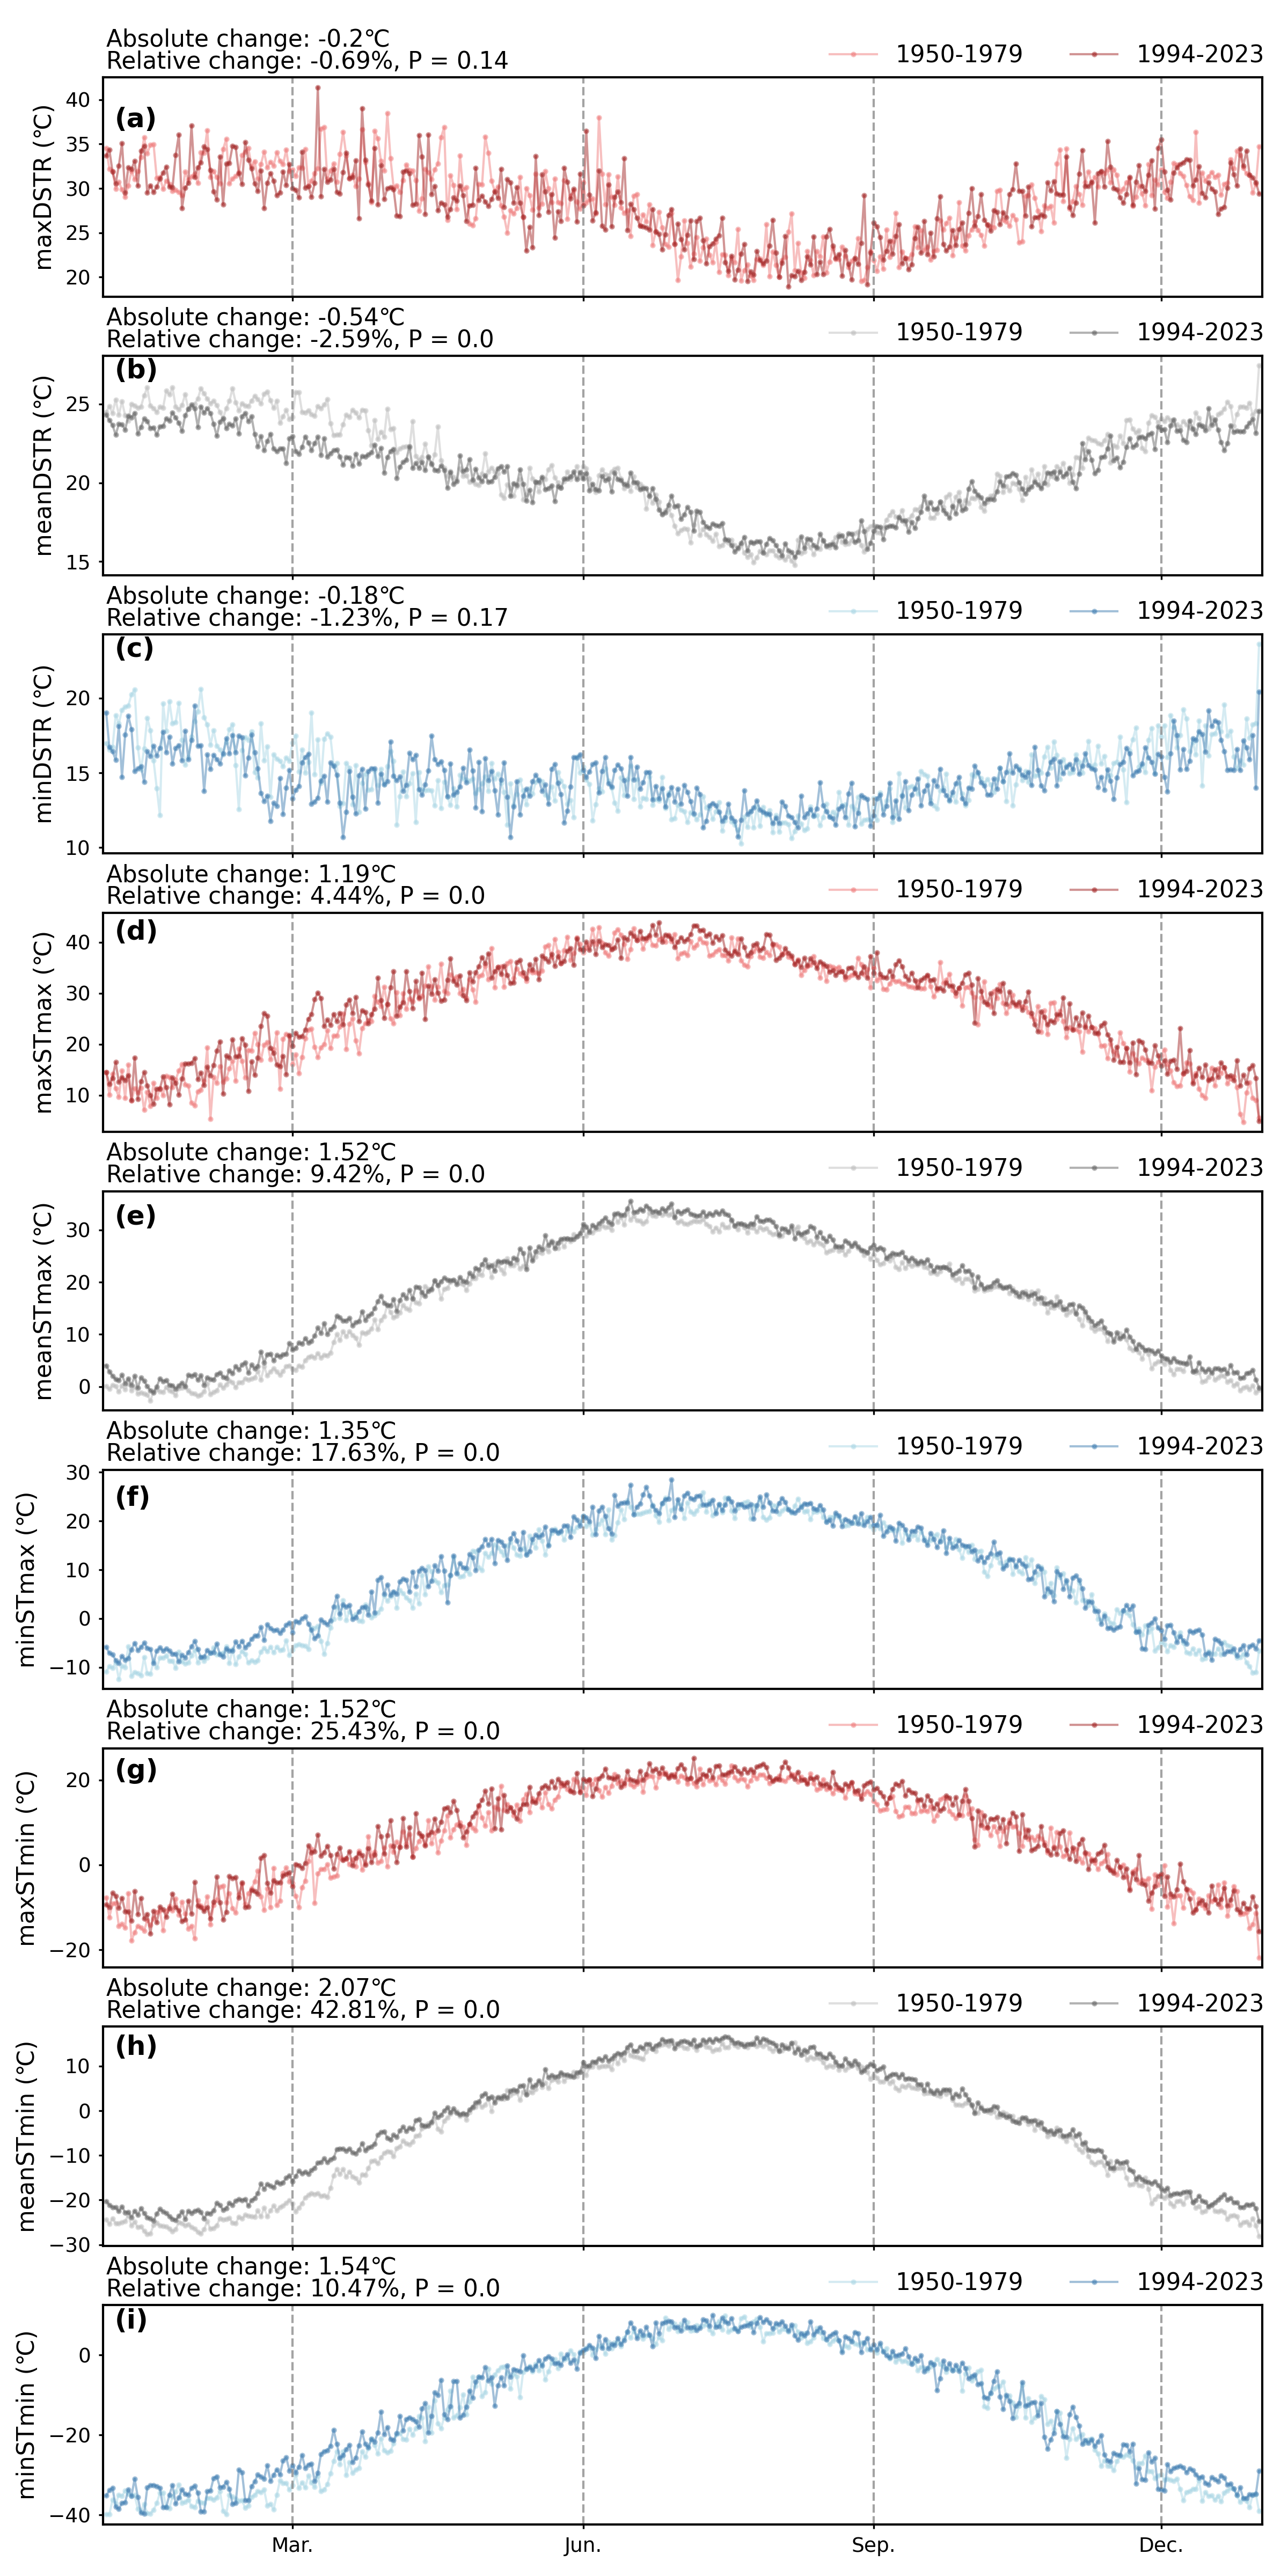 Absolute change: -0.2℃
Relative change: -0.69%, P = 0.14
1950-1979 1994-2023
(a)
maxDSTR (℃)
40
35
30
25
20
Absolute change: -0.54℃
Relative change: -2.59%, P = 0.0
1950-1979 1994-2023
(b)
meanDSTR (℃)
25
20
15
Absolute change: -0.18℃
Relative change: -1.23%, P = 0.17
1950-1979 1994-2023
(c)
minDSTR (℃)
20
15
10
Absolute change: 1.19℃
Relative change: 4.44%, P = 0.0
1950-1979 1994-2023
(d)
maxSTmax (℃)
40
30
20
10
Absolute change: 1.52℃
Relative change: 9.42%, P = 0.0
1950-1979 1994-2023
(e)
meanSTmax (℃)
30
20
10
0
Absolute change: 1.35℃
Relative change: 17.63%, P = 0.0
1950-1979 1994-2023
(f)
minSTmax (℃)
30
20
10
0
−10
Absolute change: 1.52℃
Relative change: 25.43%, P = 0.0
1950-1979 1994-2023
(g)
maxSTmin (℃)
20
0
−20
Absolute change: 2.07℃
Relative change: 42.81%, P = 0.0
1950-1979 1994-2023
(h)
meanSTmin (℃)
10
0
−10
−20
−30
Absolute change: 1.54℃
Relative change: 10.47%, P = 0.0
1950-1979 1994-2023
(i)
minSTmin (℃)
0
−20
−40
Mar. Jun. Sep. Dec.